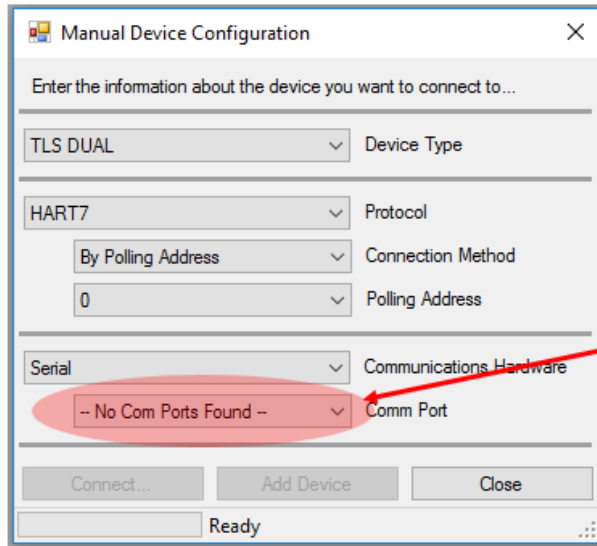 Manual Device Configuration
Enter the information about the device you want to connect to...
TLS DUAL Device Type
HART7 Protocol
By Polling Address Connection Method
0 Polling Address
Serial Communications Hardware
-- No Com Ports Found -- Comm Port
Connect... Add Device Close
Ready